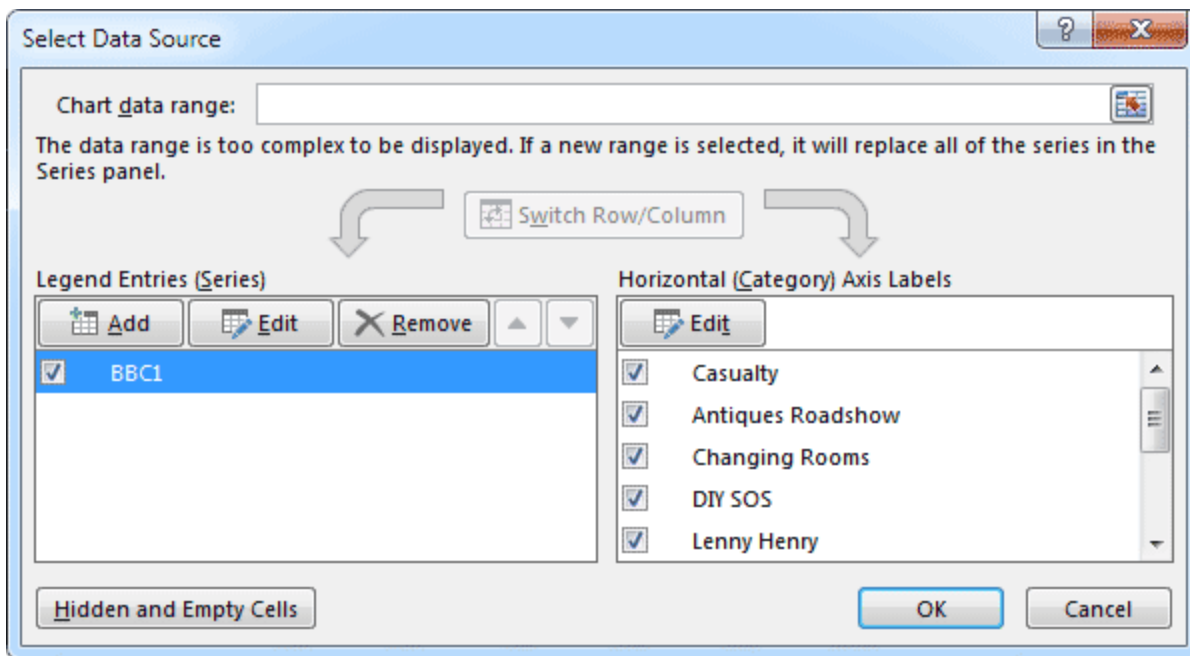 Select Data Source
Chart data range:
The data range is too complex to be displayed. If a new range is selected, it will replace all of the series in the
Series panel.
Switch Row/Column
Legend Entries (Series)
Horizontal (Category) Axis Labels
Add
Edit
Remove
Edit
BBC1
Casualty
Antiques Roadshow
Changing Rooms
DIY SOS
Lenny Henry
Hidden and Empty Cells
OK
Cancel